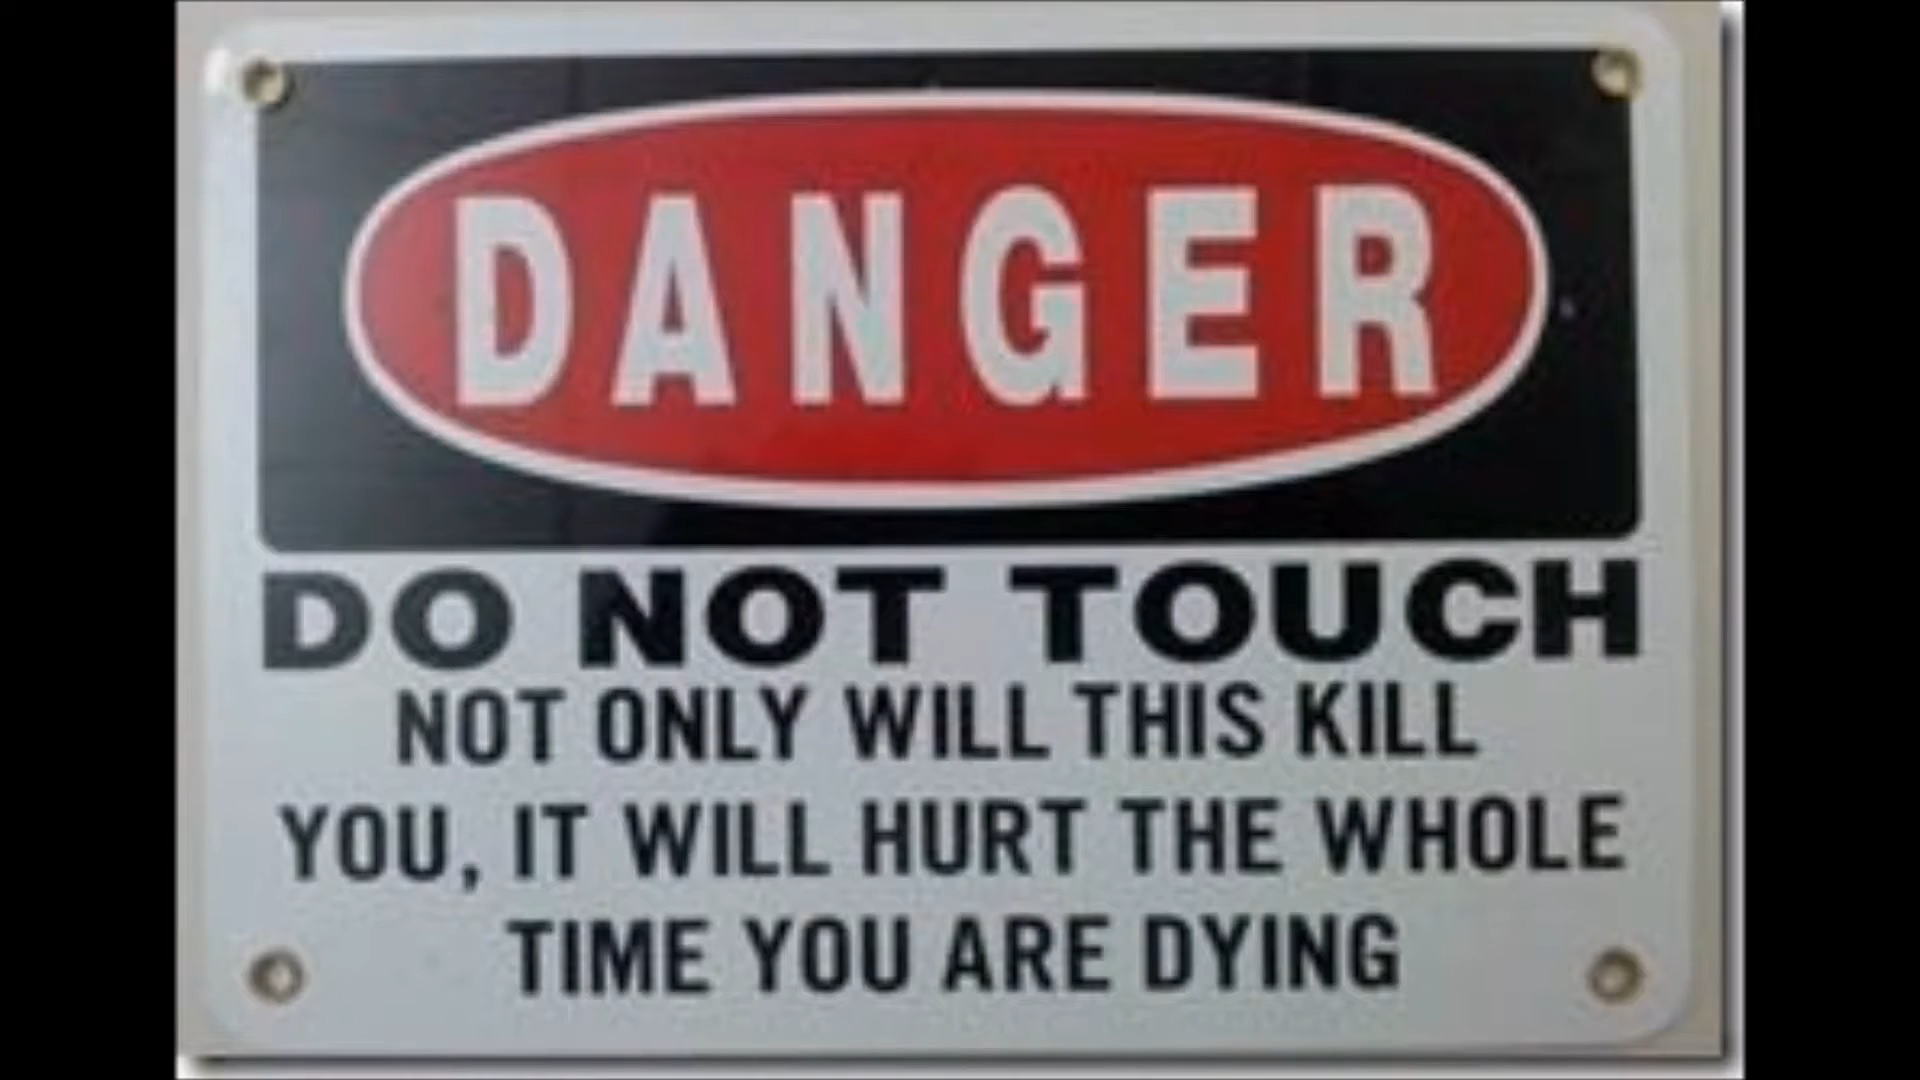 DANGER
DO NOT TOUCH
NOT ONLY WILL THIS KILL
YOU, IT WILL HURT THE WHOLE
TIME YOU ARE DYING